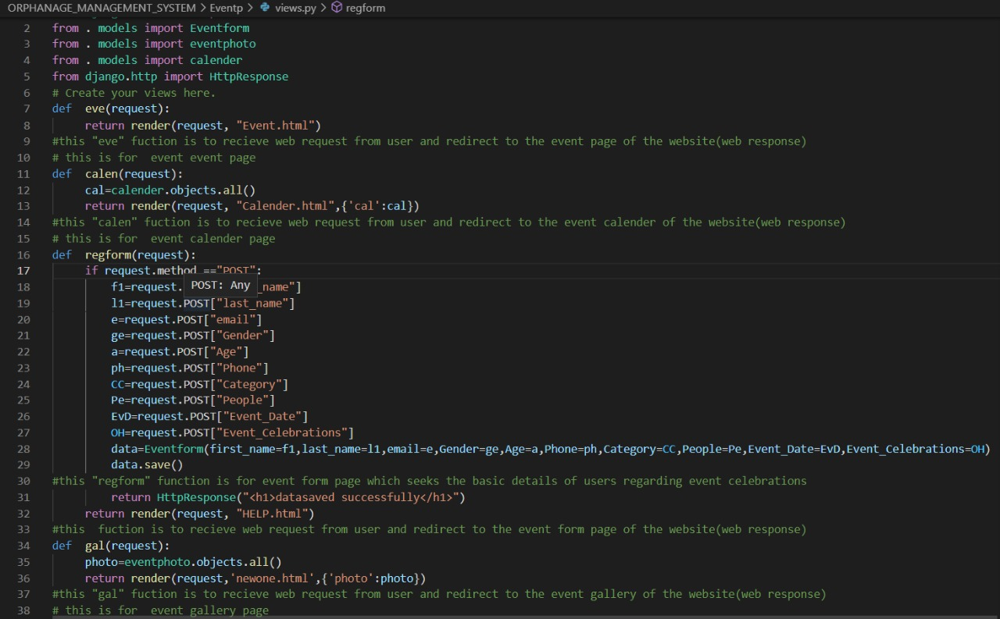 ORPHANAGE_MANAGEMENT_SYSTEM > Eventp > views.py > regform
2 from . models import Eventform
3 from . models import eventphoto
4 from . models import calender
5 from django.http import HttpResponse
6 # Create your views here.
7 def  eve(request):
8     return render(request, "Event.html")
9 #this "eve" fuction is to recieve web request from user and redirect to the event page of the website(web response)
10 # this is for  event event page
11 def  calen(request):
12     cal=calender.objects.all()
13     return render(request, "Calender.html",{'cal':cal})
14 #this "calen" fuction is to recieve web request from user and redirect to the event calender of the website(web response)
15 # this is for  event calender page
16 def  regform(request):
17     if request.method =="POST":
POST: Any
18         f1=request. _name"]
19         l1=request.POST["last_name"]
20         e=request.POST["email"]
21         ge=request.POST["Gender"]
22         a=request.POST["Age"]
23         ph=request.POST["Phone"]
24         CC=request.POST["Category"]
25         Pe=request.POST["People"]
26         EvD=request.POST["Event_Date"]
27         OH=request.POST["Event_Celebrations"]
28         data=Eventform(first_name=f1,last_name=l1,email=e,Gender=ge,Age=a,Phone=ph,Category=CC,People=Pe,Event_Date=EvD,Event_Celebrations=OH)
29         data.save()
30 #this "regform" function is for event form page which seeks the basic details of users regarding event celebrations
31         return HttpResponse("<h1>datasaved successfully</h1>")
32     return render(request, "HELP.html")
33 #this  fuction is to recieve web request from user and redirect to the event form page of the website(web response)
34 def  gal(request):
35     photo=eventphoto.objects.all()
36     return render(request,'newone.html',{'photo':photo})
37 #this "gal" fuction is to recieve web request from user and redirect to the event gallery of the website(web response)
38 # this is for  event gallery page